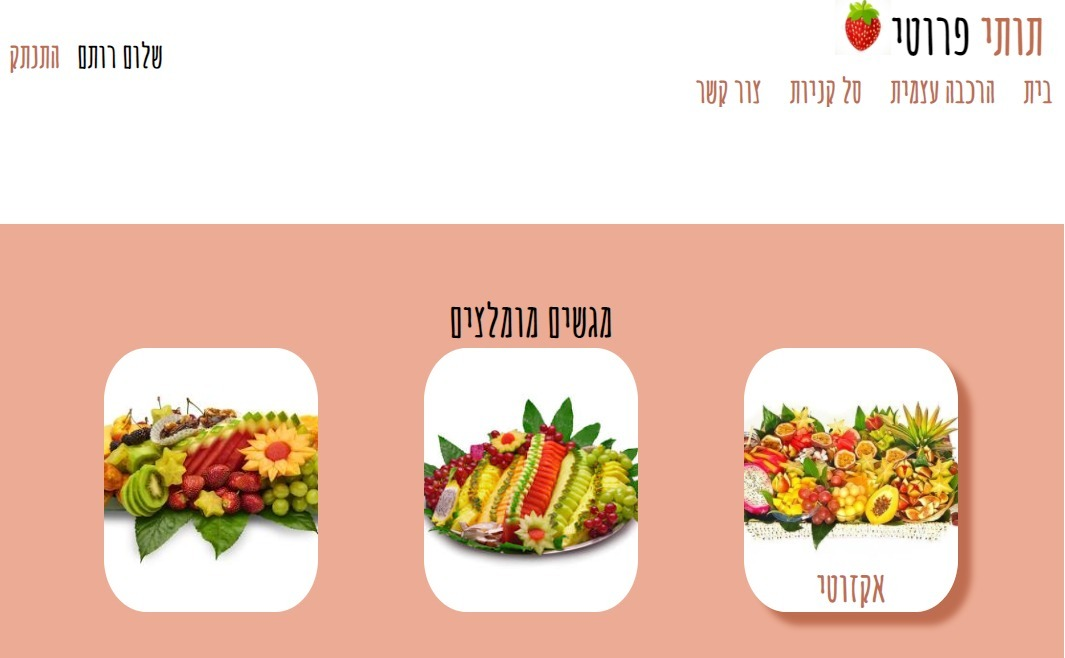 תותי פרוטי
שלום רותם התנתק
בית הרכבה עצמית סל קניות צור קשר
מגשים מומלצים
אקזוטי